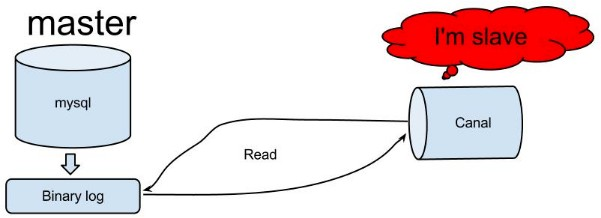 master
I'm slave
mysql
Canal
Read
Binary log